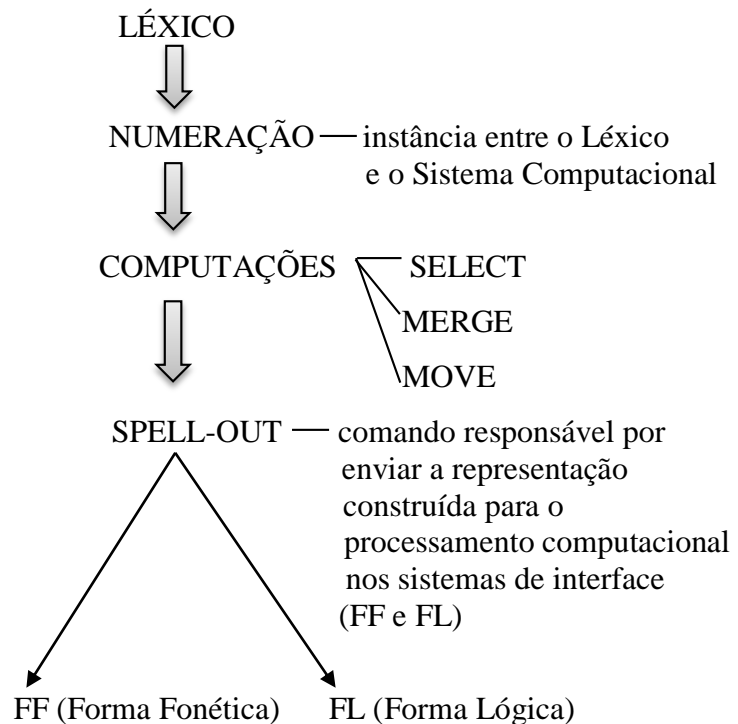 LÉXICO
NUMERAÇÃO instância entre o Léxico
e o Sistema Computacional
COMPUTAÇÕES SELECT
MERGE
MOVE
SPELL-OUT comando responsável por
enviar a representação
construída para o
processamento computacional
nos sistemas de interface
(FF e FL)
FF (Forma Fonética) FL (Forma Lógica)